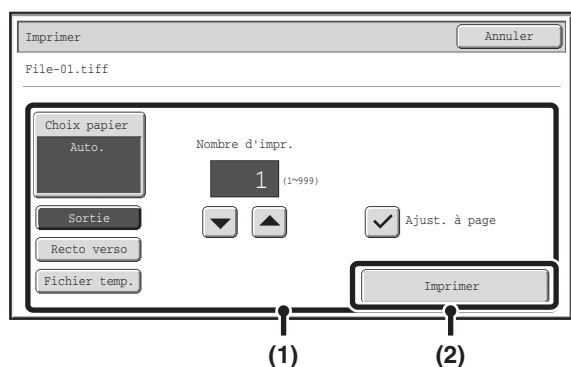 Imprimer
Annuler
File-01.tiff
Choix papier
Auto.
Nombre d'impr.
1 (1~999)
Sortie
Ajust. à page
Recto verso
Fichier temp.
Imprimer
(1)
(2)